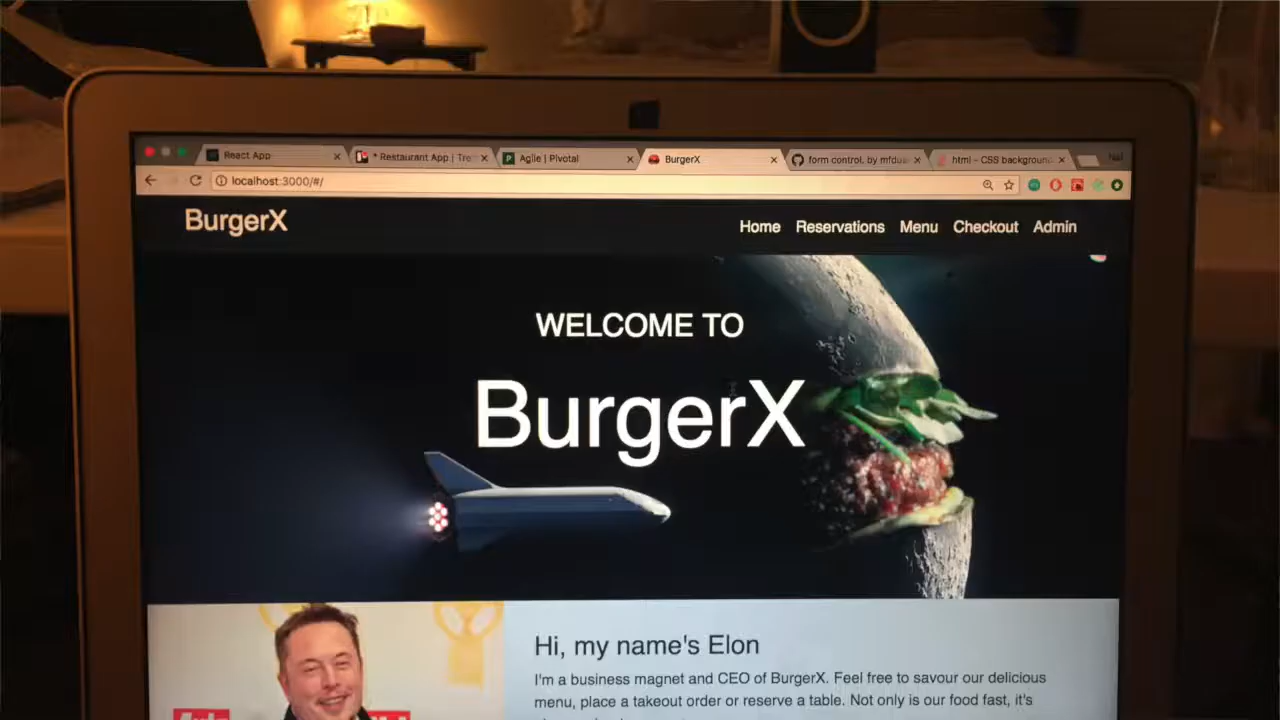 React App
* Restaurant App | Tre
Agile | Pivotal
BurgerX
form control. by mfdus
html - CSS background
localhost:3000/#/
BurgerX
Home Reservations Menu Checkout Admin
WELCOME TO
BurgerX
Hi, my name's Elon
I'm a business magnet and CEO of BurgerX. Feel free to savour our delicious
menu, place a takeout order or reserve a table. Not only is our food fast, it's